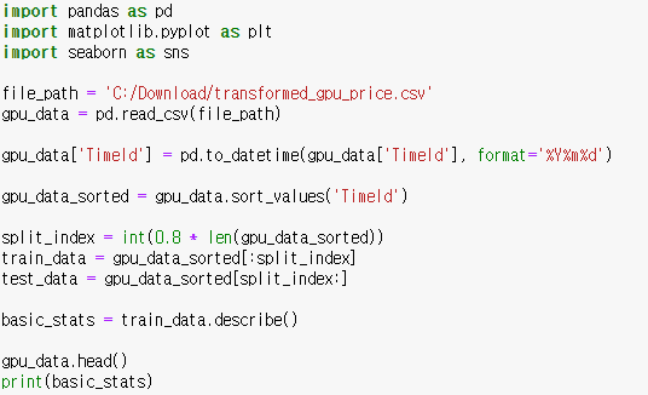 import pandas as pd
import matplotlib.pyplot as plt
import seaborn as sns
file_path = 'C:/Download/transformed_gpu_price.csv'
gpu_data = pd.read_csv(file_path)
gpu_data['TimeId'] = pd.to_datetime(gpu_data['TimeId'], format='%Y%m%d')
gpu_data_sorted = gpu_data.sort_values('TimeId')
split_index = int(0.8 * len(gpu_data_sorted))
train_data = gpu_data_sorted[:split_index]
test_data = gpu_data_sorted[split_index:]
basic_stats = train_data.describe()
gpu_data.head()
print(basic_stats)